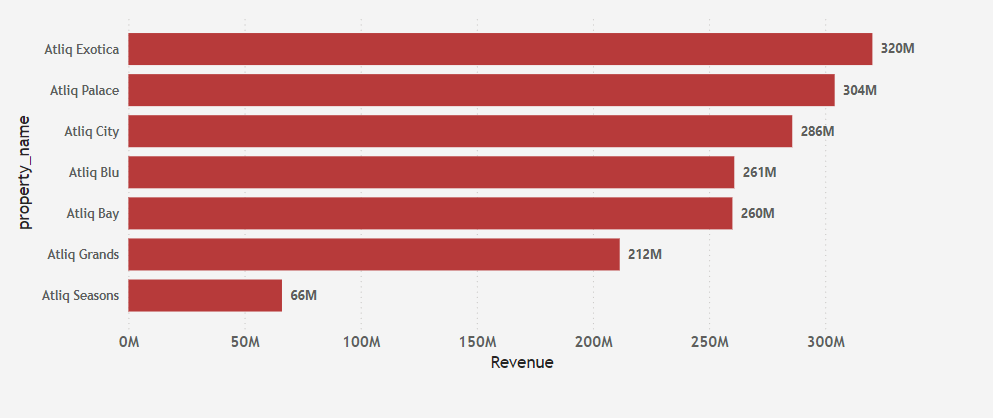 property_name
Atliq Exotica 320M
Atliq Palace 304M
Atliq City 286M
Atliq Blu 261M
Atliq Bay 260M
Atliq Grands 212M
Atliq Seasons 66M
0M 50M 100M 150M 200M 250M 300M
Revenue